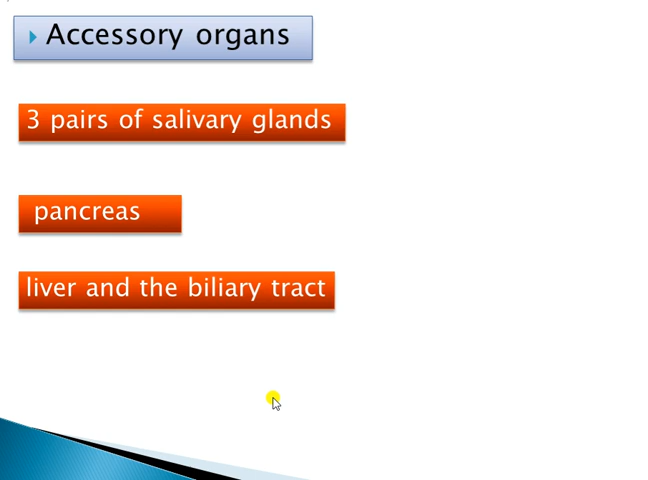 Accessory organs
3 pairs of salivary glands
pancreas
liver and the biliary tract